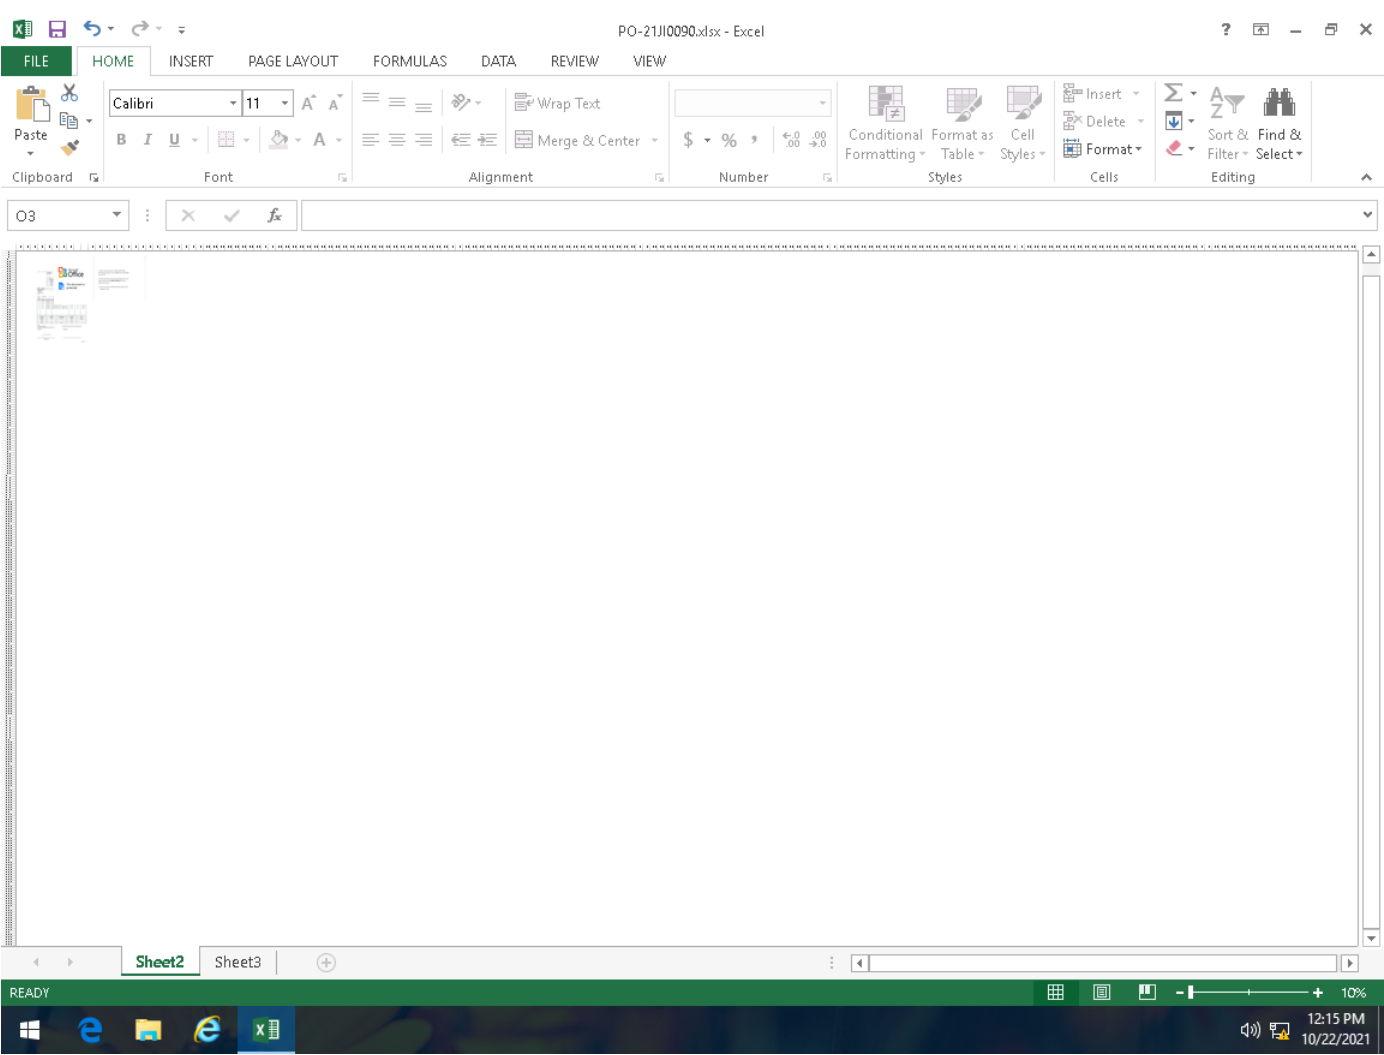 PO-21JI0090.xlsx - Excel
FILE HOME INSERT PAGE LAYOUT FORMULAS DATA REVIEW VIEW
Paste
Calibri 11
B I U
Wrap Text
Merge & Center
$ % ,
Conditional Formatting
Format as Table
Cell Styles
Insert
Delete
Format
Sort & Filter
Find & Select
Clipboard Font Alignment Number Styles Cells Editing
O3
fx
Office
Sheet2 Sheet3
READY
10%
12:15 PM
10/22/2021